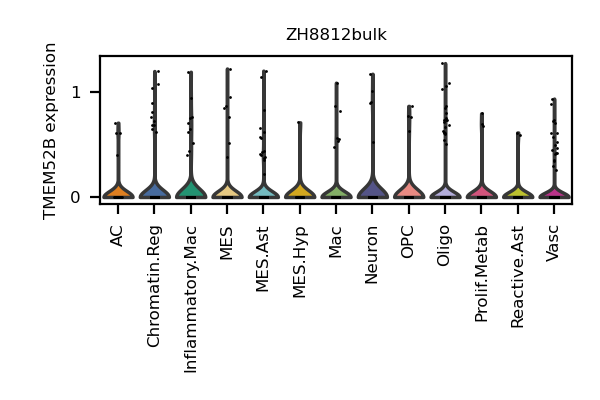 ZH8812bulk
TMEM52B expression
1
0
AC
Chromatin.Reg
Inflammatory.Mac
MES
MES.Ast
MES.Hyp
Mac
Neuron
OPC
Oligo
Prolif.Metab
Reactive.Ast
Vasc